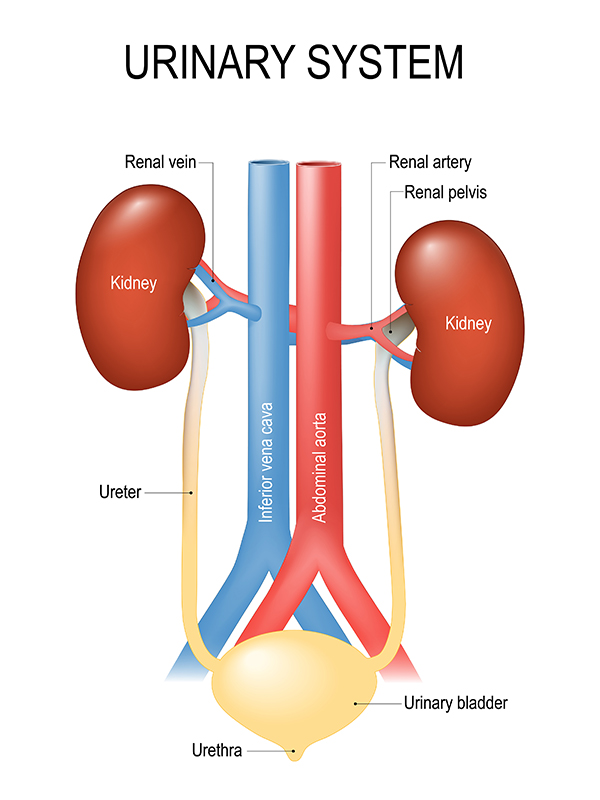 URINARY SYSTEM
Renal vein
Renal artery
Renal pelvis
Kidney
Kidney
Inferior vena cava
Abdominal aorta
Ureter
Urinary bladder
Urethra